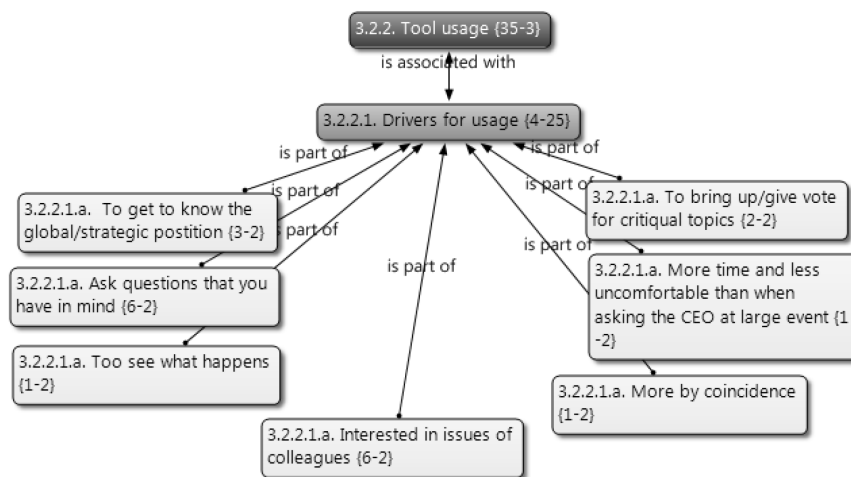 3.2.2. Tool usage {35-3}
is associated with
3.2.2.1. Drivers for usage {4-25}
is part of
is part of
is part of
is part of
is part of
is part of
is part of
3.2.2.1.a.  To get to know the
global/strategic postition {3-2}
3.2.2.1.a. Ask questions that you
have in mind {6-2}
3.2.2.1.a. Too see what happens
{1-2}
3.2.2.1.a. Interested in issues of
colleagues {6-2}
3.2.2.1.a. To bring up/give vote
for critiqual topics {2-2}
3.2.2.1.a. More time and less
uncomfortable than when
asking the CEO at large event {1
-2}
3.2.2.1.a. More by coincidence
{1-2}